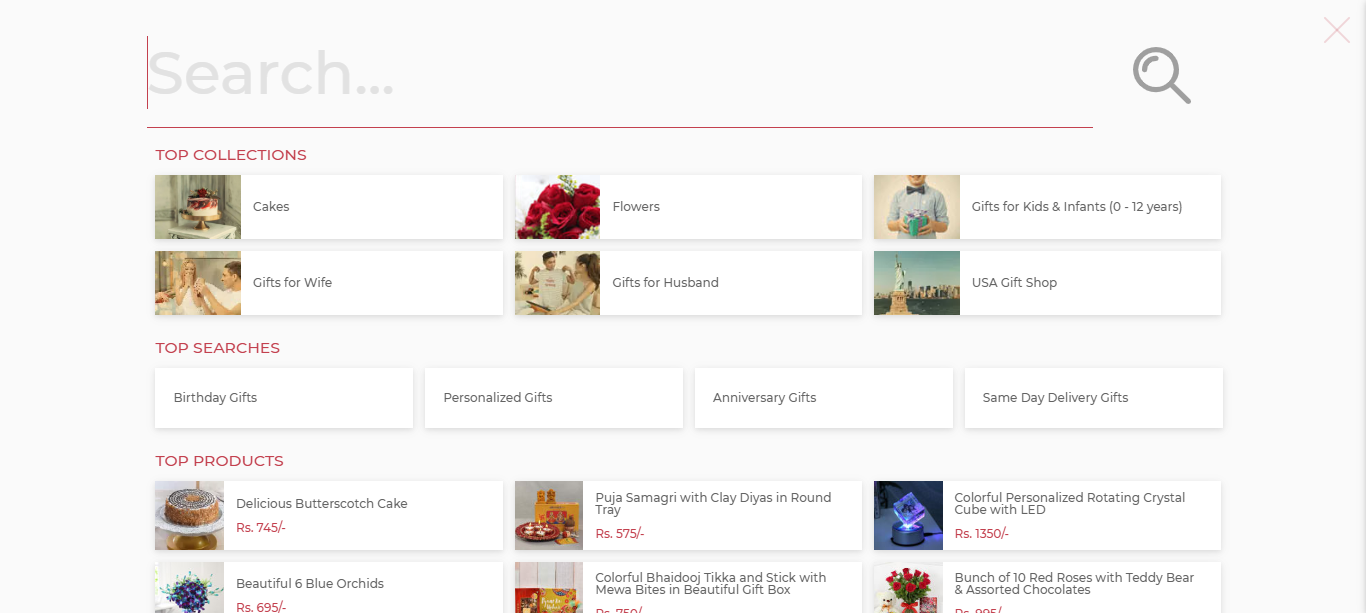 Search...
TOP COLLECTIONS
Cakes
Flowers
Gifts for Kids & Infants (0 - 12 years)
Gifts for Wife
Gifts for Husband
USA Gift Shop
TOP SEARCHES
Birthday Gifts
Personalized Gifts
Anniversary Gifts
Same Day Delivery Gifts
TOP PRODUCTS
Delicious Butterscotch Cake
Rs. 745/-
Puja Samagri with Clay Diyas in Round
Tray
Rs. 575/-
Colorful Personalized Rotating Crystal
Cube with LED
Rs. 1350/-
Beautiful 6 Blue Orchids
Rs. 695/-
Colorful Bhaidooj Tikka and Stick with
Mewa Bites in Beautiful Gift Box
Rs. 750/-
Bunch of 10 Red Roses with Teddy Bear
& Assorted Chocolates
Rs. 995/-